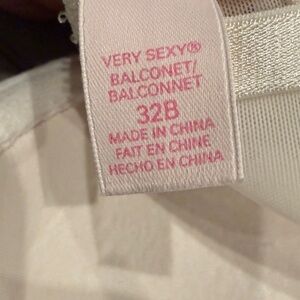 VERY SEXY®
BALCONET/
BALCONNET
32B
MADE IN CHINA
FAIT EN CHINE
HECHO EN CHINA